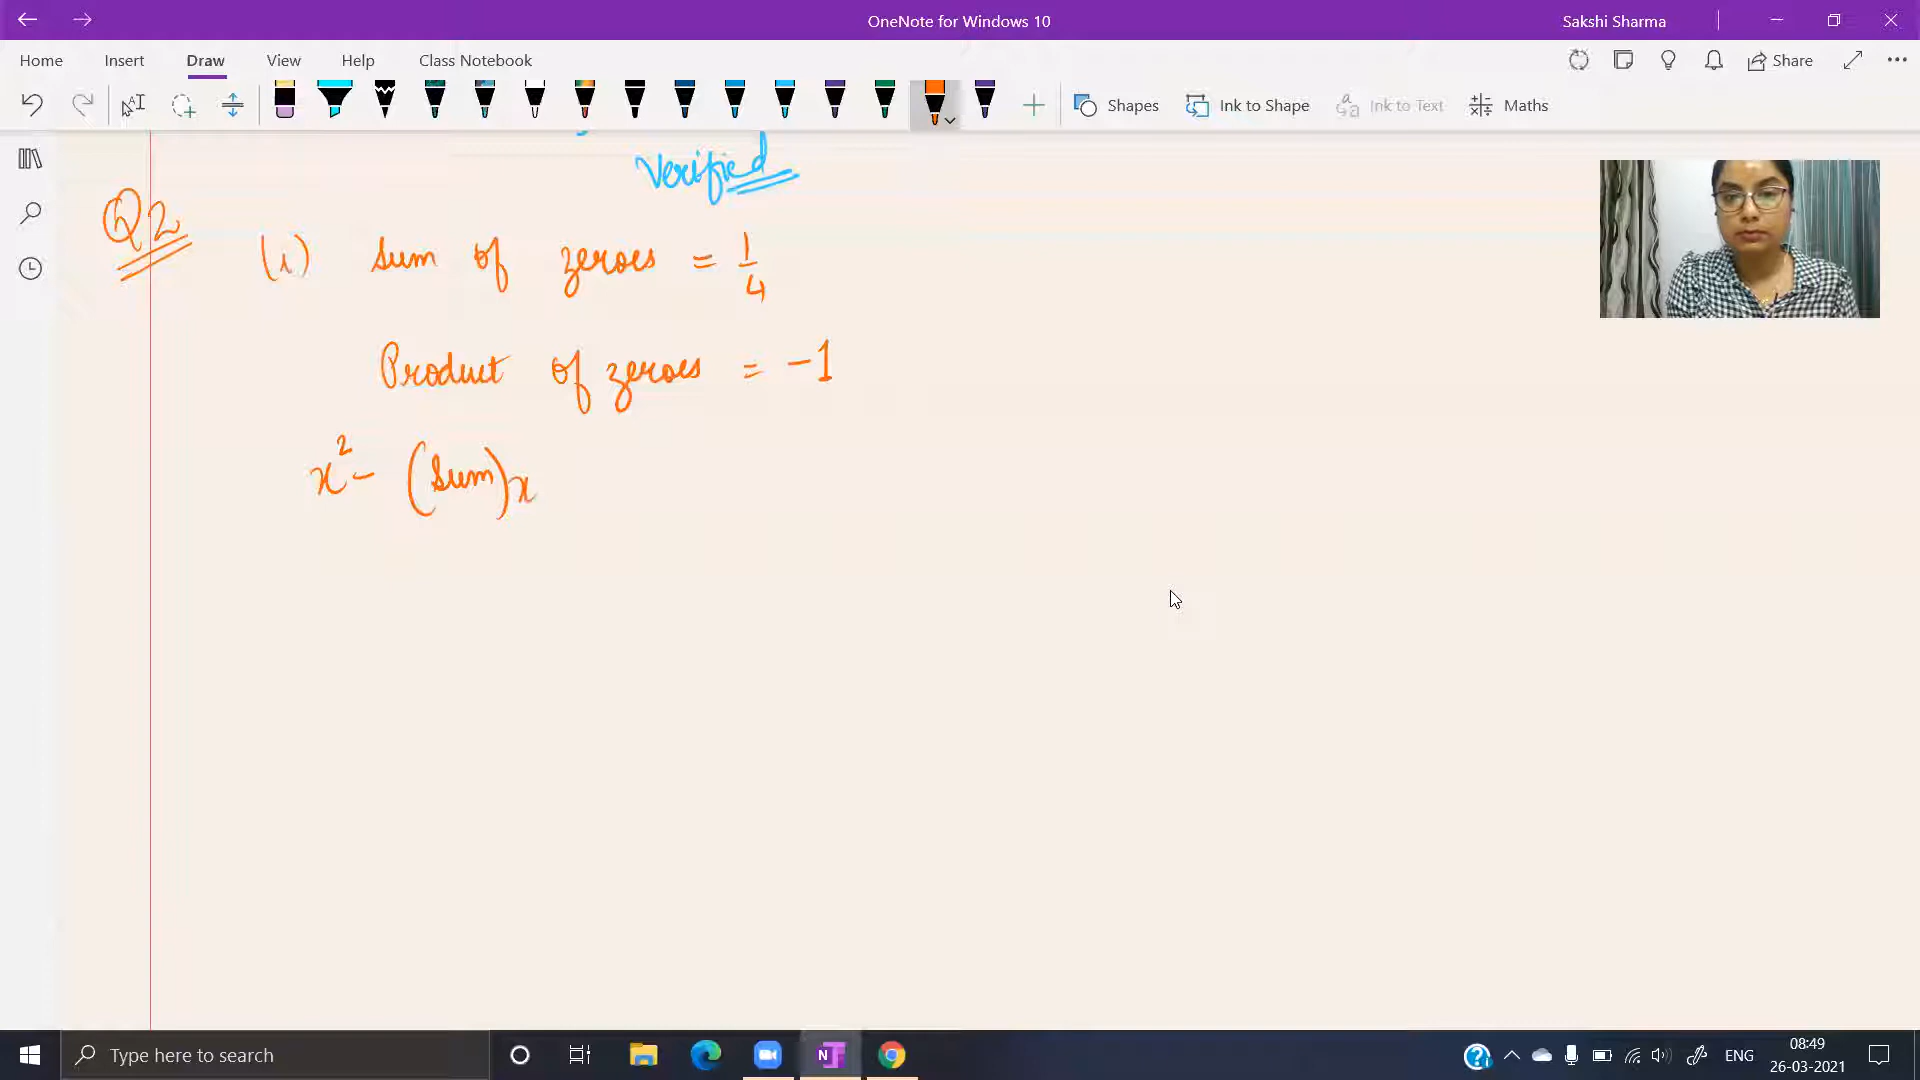 OneNote for Windows 10
Sakshi Sharma
Home Insert Draw View Help Class Notebook
Share
Shapes Ink to Shape Ink to Text Maths
Verified
Q2
(i) Sum of zeroes = 1/4
Product of zeroes = -1
x² - (Sum)x
Type here to search
ENG
08:49
26-03-2021